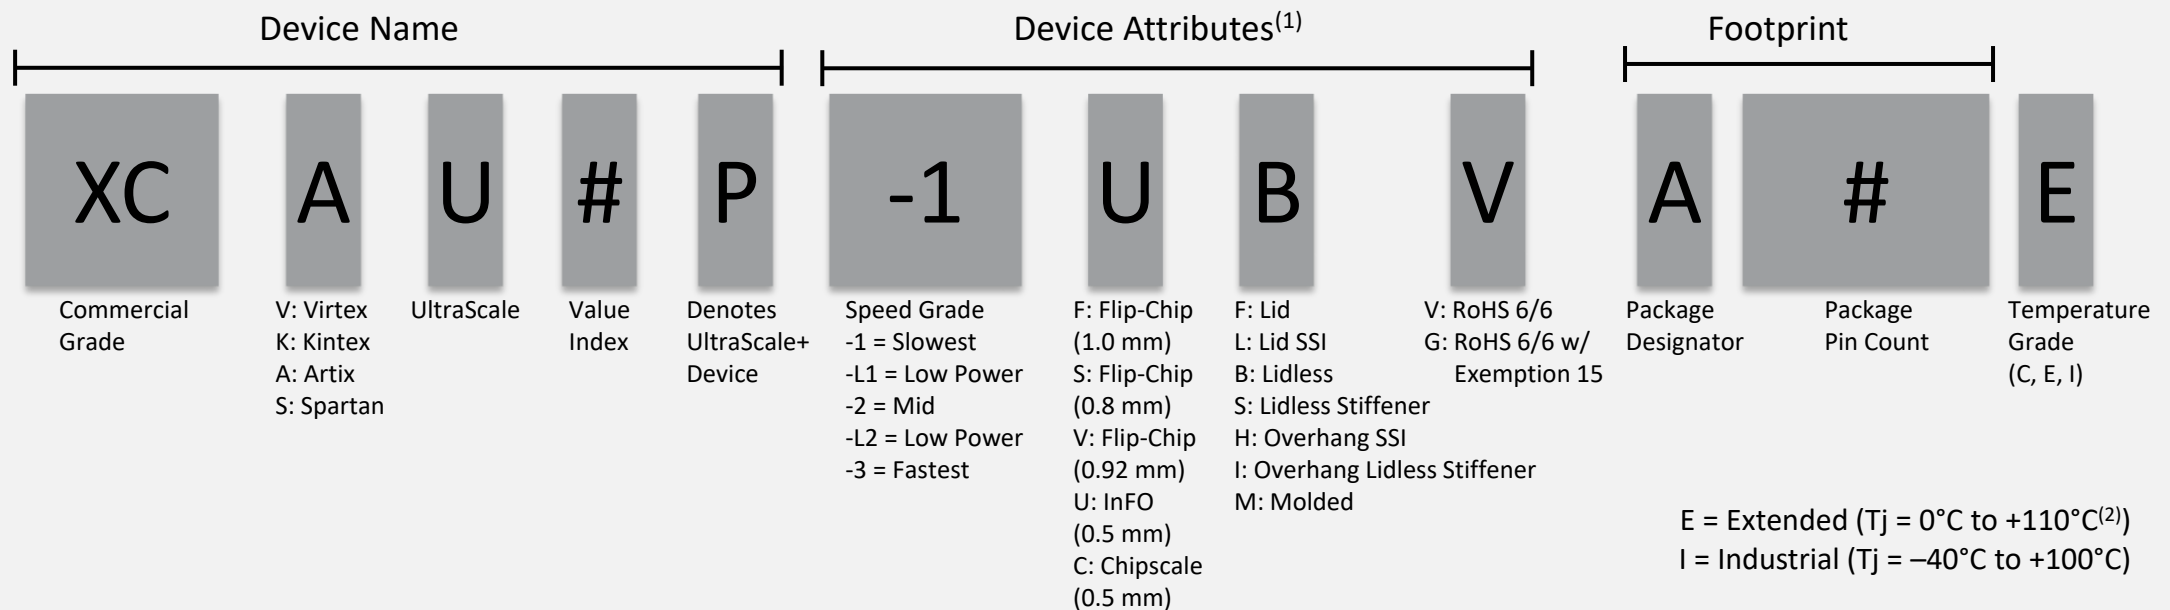 Device Name
Device Attributes(1)
Footprint
XC
A
U
#
P
-1
U
B
V
A
#
E
Commercial
Grade
V: Virtex
K: Kintex
A: Artix
S: Spartan
UltraScale
Value
Index
Denotes
UltraScale+
Device
Speed Grade
-1 = Slowest
-L1 = Low Power
-2 = Mid
-L2 = Low Power
-3 = Fastest
F: Flip-Chip
(1.0 mm)
S: Flip-Chip
(0.8 mm)
V: Flip-Chip
(0.92 mm)
U: InFO
(0.5 mm)
C: Chipscale
(0.5 mm)
F: Lid
L: Lid SSI
B: Lidless
S: Lidless Stiffener
H: Overhang SSI
I: Overhang Lidless Stiffener
M: Molded
V: RoHS 6/6
G: RoHS 6/6 w/
Exemption 15
Package
Designator
Package
Pin Count
Temperature
Grade
(C, E, I)
E = Extended (Tj = 0°C to +110°C(2))
I = Industrial (Tj = –40°C to +100°C)